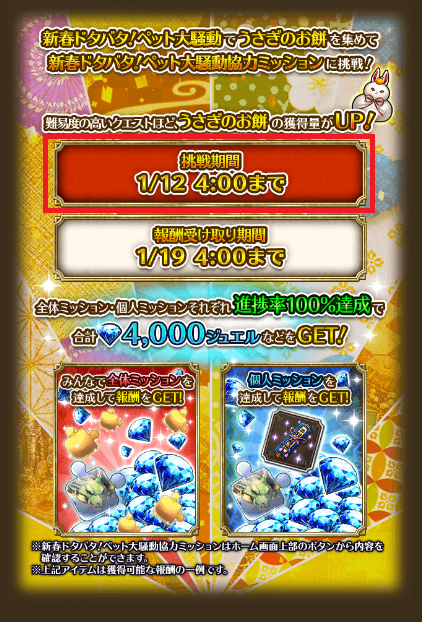 新春ドタバタ！ペット大騒動でうさぎのお餅を集めて
新春ドタバタ！ペット大騒動協力ミッションに挑戦！
難易度の高いクエストほど、うさぎのお餅の獲得量がUP！
挑戦期間
1/12 4:00まで
報酬受け取り期間
1/19 4:00まで
全体ミッション・個人ミッションそれぞれ進捗率100%達成で
合計4,000ジュエルなどをGET！
みんなで全体ミッションを
達成して報酬をGET！
個人ミッションを
達成して報酬をGET！
※新春ドタバタ！ペット大騒動協力ミッションはホーム画面上部のボタンから内容を
確認することができます。
※上記アイテムは獲得可能な報酬の一例です。